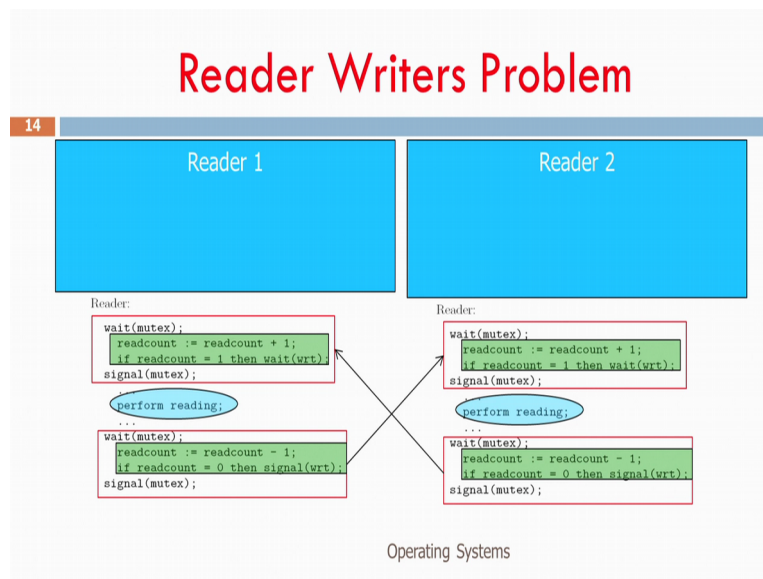 Reader Writers Problem
14
Reader 1
Reader 2
Reader:
wait(mutex);
readcount := readcount + 1;
if readcount = 1 then wait(wrt);
signal(mutex);
...
perform reading;
...
wait(mutex);
readcount := readcount - 1;
if readcount = 0 then signal(wrt);
signal(mutex);
Reader:
wait(mutex);
readcount := readcount + 1;
if readcount = 1 then wait(wrt);
signal(mutex);
...
perform reading;
...
wait(mutex);
readcount := readcount - 1;
if readcount = 0 then signal(wrt);
signal(mutex);
Operating Systems